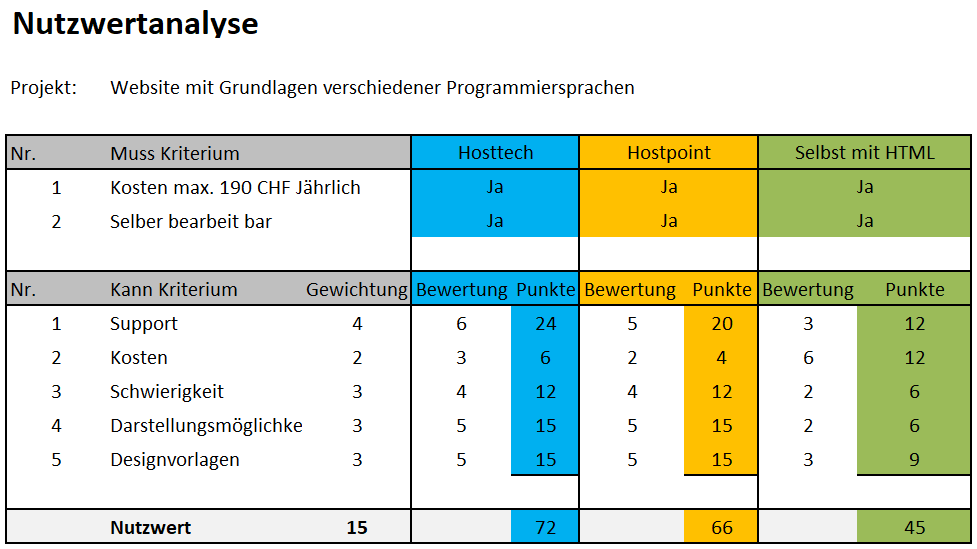 Nutzwertanalyse
Projekt: Website mit Grundlagen verschiedener Programmiersprachen
Nr. Muss Kriterium Hosttech Hostpoint Selbst mit HTML
1 Kosten max. 190 CHF Jährlich Ja Ja Ja
2 Selber bearbeit bar Ja Ja Ja
Nr. Kann Kriterium Gewichtung Bewertung Punkte Bewertung Punkte Bewertung Punkte
1 Support 4 6 24 5 20 3 12
2 Kosten 2 3 6 2 4 6 12
3 Schwierigkeit 3 4 12 4 12 2 6
4 Darstellungsmöglichke 3 5 15 5 15 2 6
5 Designvorlagen 3 5 15 5 15 3 9
Nutzwert 15 72 66 45